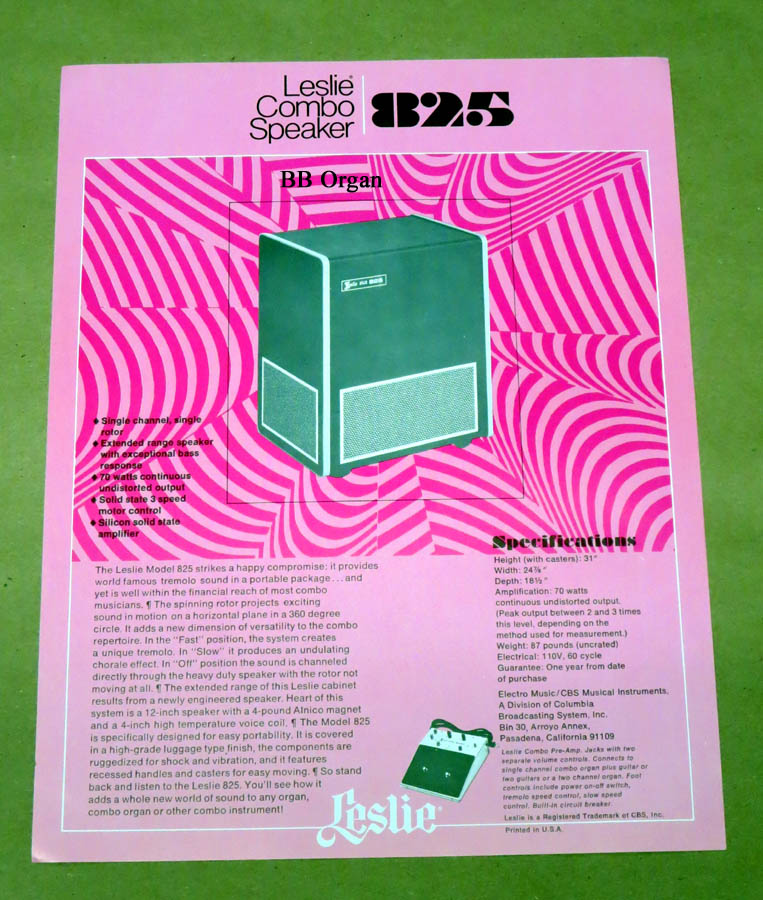 Leslie®
Combo
Speaker
825
BB Organ
Leslie 825
♦ Single channel, single
rotor
♦ Extended range speaker
with exceptional bass
response
♦ 70 watts continuous
undistorted output
♦ Solid state 3 speed
motor control
♦ Silicon solid state
amplifier
The Leslie Model 825 strikes a happy compromise: it provides
world famous tremolo sound in a portable package...and
yet is well within the financial reach of most combo
musicians. ¶ The spinning rotor projects exciting
sound in motion on a horizontal plane in a 360 degree
circle. It adds a new dimension of versatility to the combo
repertoire. In the "Fast" position, the system creates
a unique tremolo. In "Slow" it produces an undulating
chorale effect. In "Off" position the sound is channeled
directly through the heavy duty speaker with the rotor not
moving at all. ¶ The extended range of this Leslie cabinet
results from a newly engineered speaker. Heart of this
system is a 12-inch speaker with a 4-pound Alnico magnet
and a 4-inch high temperature voice coil. ¶ The Model 825
is specifically designed for easy portability. It is covered
in a high-grade luggage type finish, the components are
ruggedized for shock and vibration, and it features
recessed handles and casters for easy moving. ¶ So stand
back and listen to the Leslie 825. You'll see how it
adds a whole new world of sound to any organ,
combo organ or other combo instrument!
Specifications
Height (with casters): 31"
Width: 24⅞"
Depth: 18½"
Amplification: 70 watts
continuous undistorted output.
(Peak output between 2 and 3 times
this level, depending on the
method used for measurement.)
Weight: 87 pounds (uncrated)
Electrical: 110V, 60 cycle
Guarantee: One year from date
of purchase
Electro Music/CBS Musical Instruments,
A Division of Columbia
Broadcasting System, Inc.
Bin 30, Arroyo Annex,
Pasadena, California 91109
Leslie Combo Pre-Amp. Jacks with two
separate volume controls. Connects to
single channel combo organ plus guitar or
two guitars or a two channel organ. Foot
controls include power on-off switch,
tremolo speed control, slow speed
control. Built-in circuit breaker.
Leslie is a Registered Trademark of CBS, Inc.
Printed in U.S.A.
Leslie®